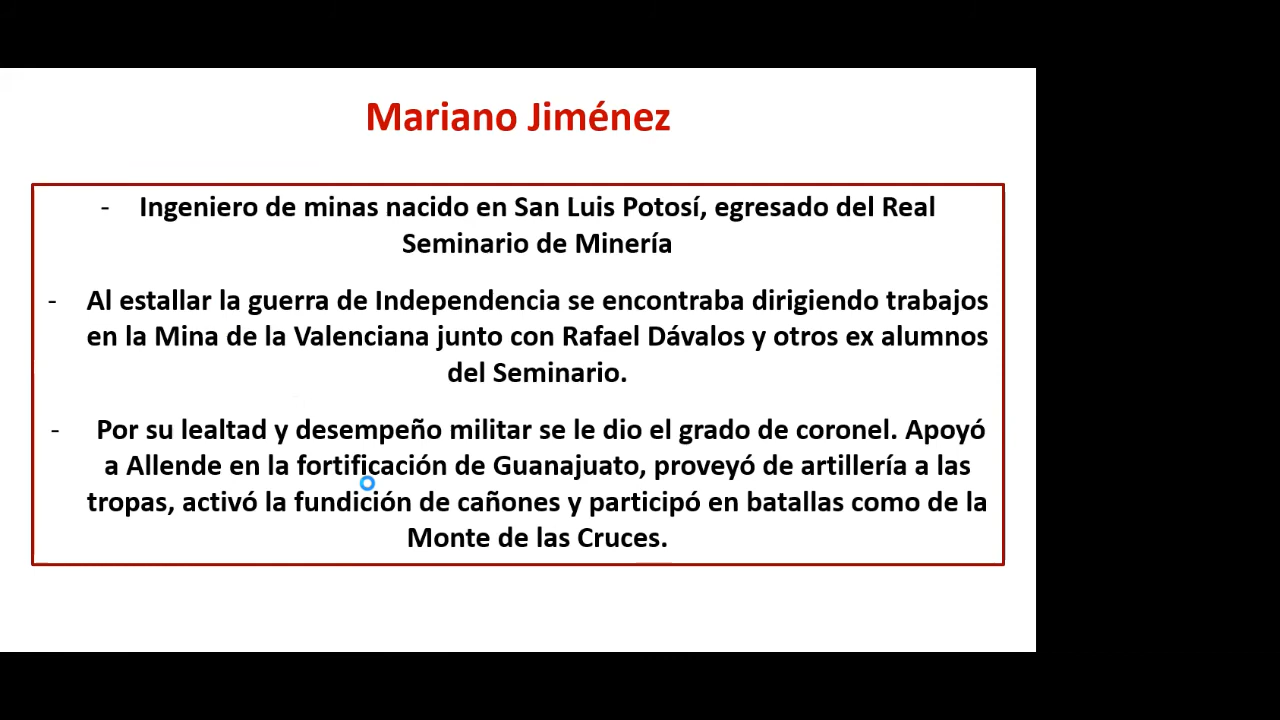 Mariano Jiménez
- Ingeniero de minas nacido en San Luis Potosí, egresado del Real
Seminario de Minería
- Al estallar la guerra de Independencia se encontraba dirigiendo trabajos
en la Mina de la Valenciana junto con Rafael Dávalos y otros ex alumnos
del Seminario.
- Por su lealtad y desempeño militar se le dio el grado de coronel. Apoyó
a Allende en la fortificación de Guanajuato, proveyó de artillería a las
tropas, activó la fundición de cañones y participó en batallas como de la
Monte de las Cruces.